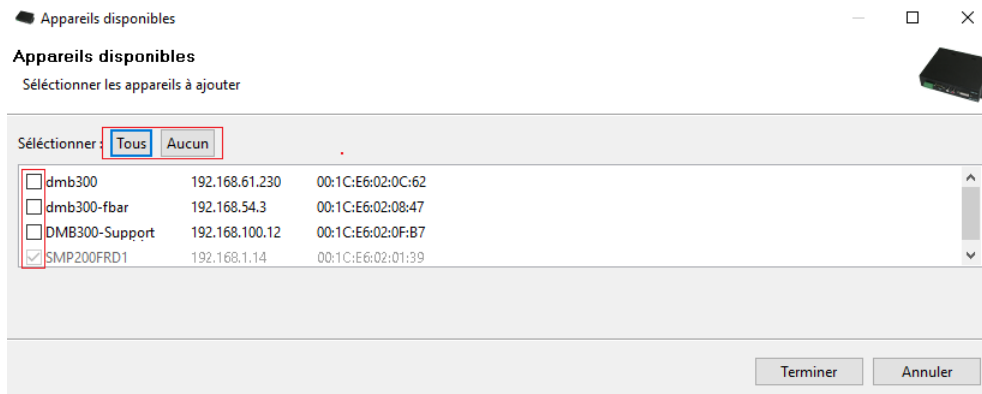 Appareils disponibles
Appareils disponibles
Séléctionner les appareils à ajouter
Séléctionner : Tous Aucun
dmb300 192.168.61.230 00:1C:E6:02:0C:62
dmb300-fbar 192.168.54.3 00:1C:E6:02:08:47
DMB300-Support 192.168.100.12 00:1C:E6:02:0F:B7
SMP200FRD1 192.168.1.14 00:1C:E6:02:01:39
Terminer Annuler